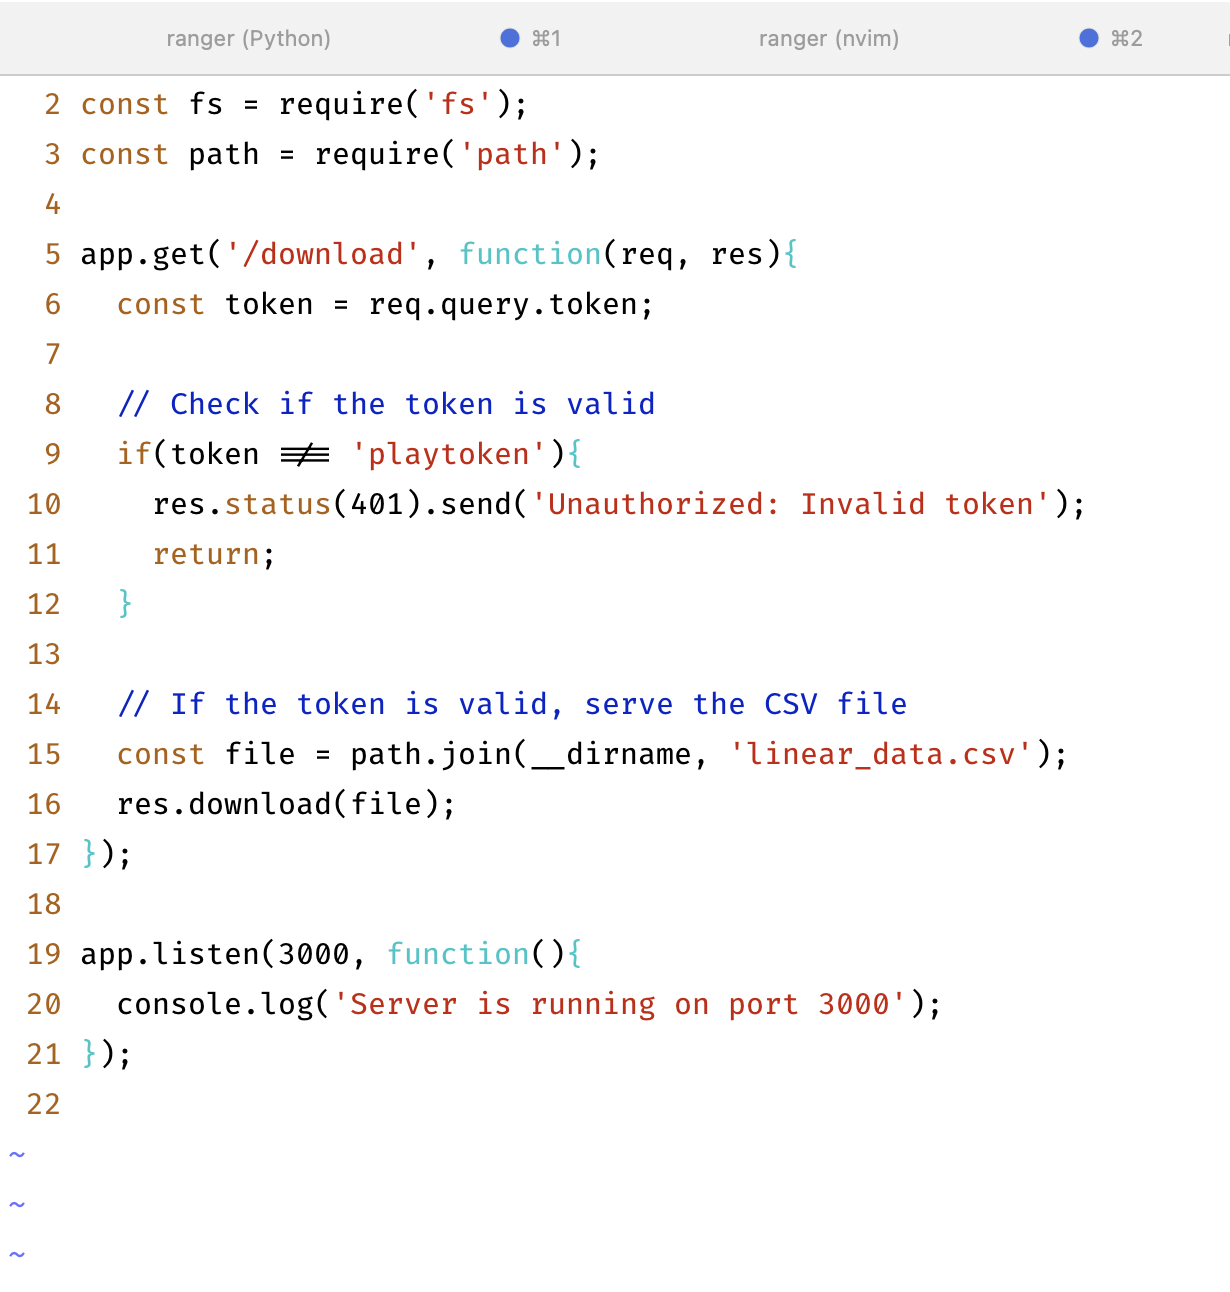 ranger (Python) ⌘1 ranger (nvim) ⌘2
2 const fs = require('fs');
3 const path = require('path');
4
5 app.get('/download', function(req, res){
6   const token = req.query.token;
7
8   // Check if the token is valid
9   if(token !== 'playtoken'){
10     res.status(401).send('Unauthorized: Invalid token');
11     return;
12   }
13
14   // If the token is valid, serve the CSV file
15   const file = path.join(__dirname, 'linear_data.csv');
16   res.download(file);
17 });
18
19 app.listen(3000, function(){
20   console.log('Server is running on port 3000');
21 });
22
~
~
~